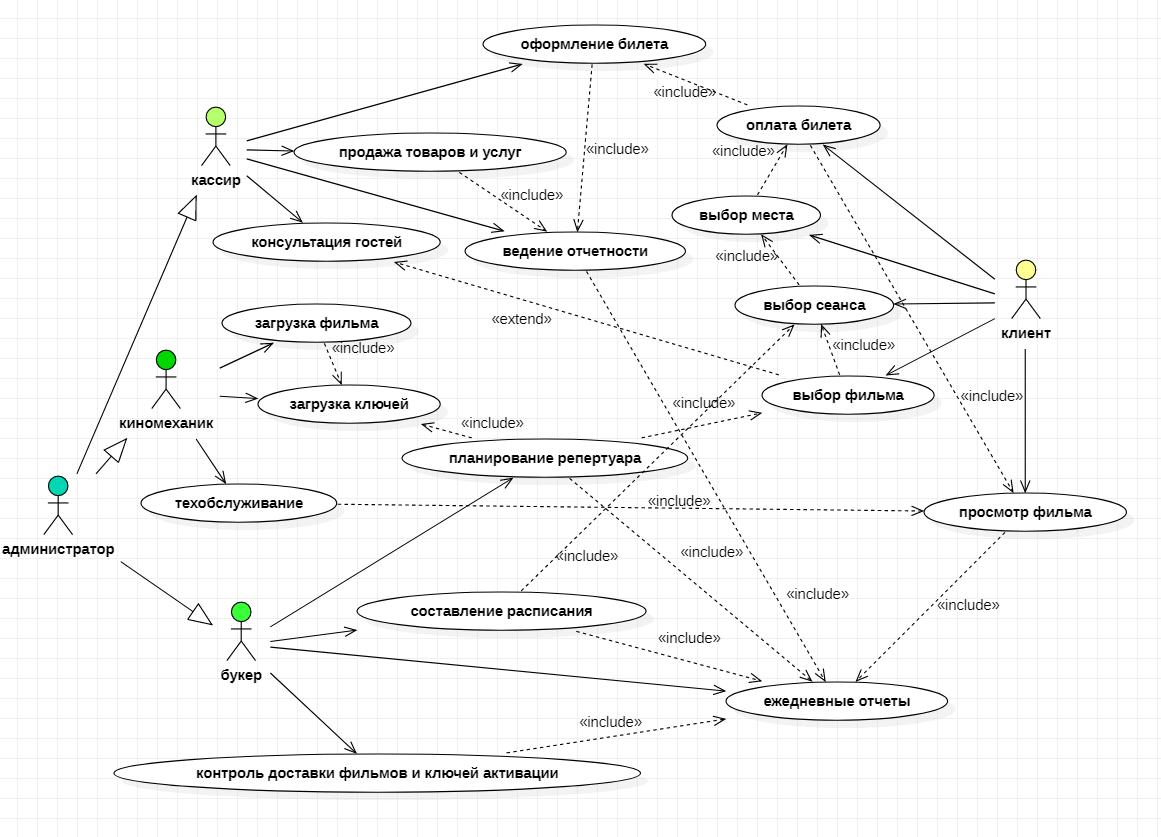 оформление билета
«include»
оплата билета
«include»
продажа товаров и услуг
«include»
кассир
«include»
выбор места
консультация гостей
ведение отчетности
«include»
выбор сеанса
«extend»
загрузка фильма
клиент
«include»
«include»
выбор фильма
«include»
«include»
загрузка ключей
киномеханик
«include»
планирование репертуара
«include»
техобслуживание
просмотр фильма
администратор
«include»
«include»
«include»
«include»
составление расписания
«include»
букер
ежедневные отчеты
«include»
контроль доставки фильмов и ключей активации